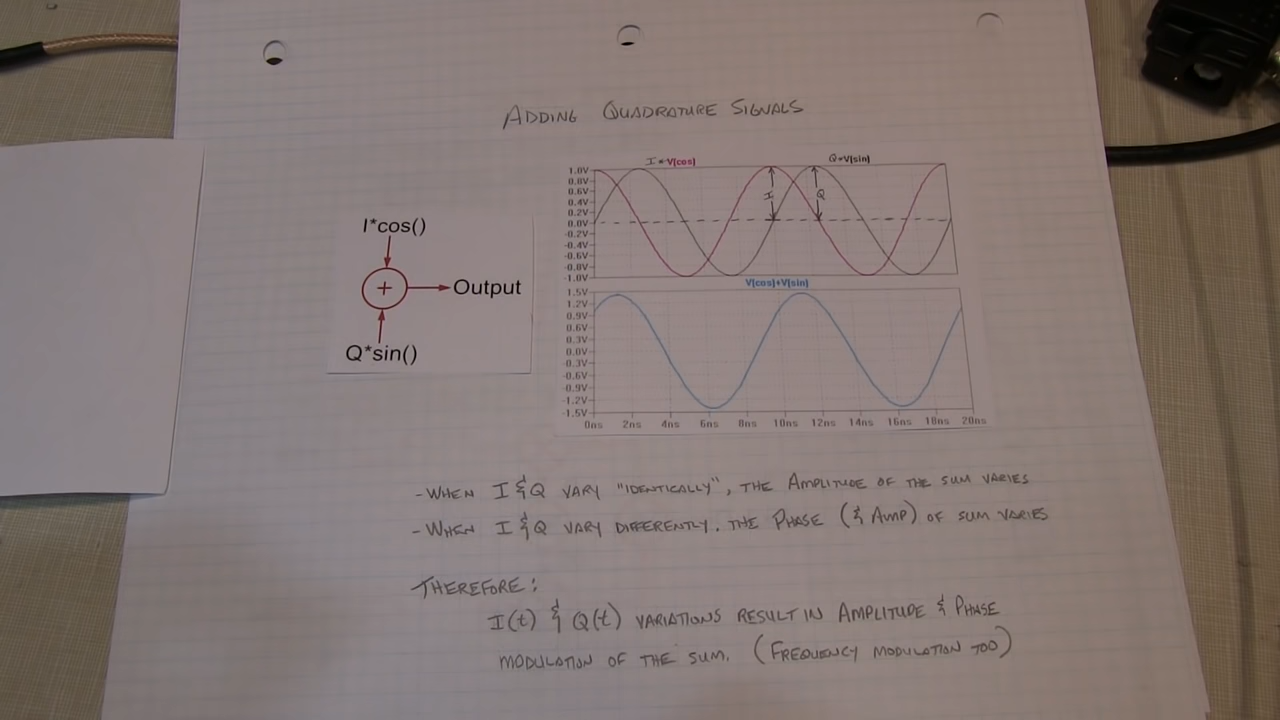 ADDING QUADRATURE SIGNALS
I*cos()
+
Output
Q*sin()
I=V(cos)
Q=V(sin)
1.0V
0.8V
0.6V
0.4V
0.2V
0.0V
-0.2V
-0.4V
-0.6V
-0.8V
-1.0V
I
Q
V(cos)+V(sin)
1.5V
1.2V
0.9V
0.6V
0.3V
0.0V
-0.3V
-0.6V
-0.9V
-1.2V
-1.5V
0ns 2ns 4ns 6ns 8ns 10ns 12ns 14ns 16ns 18ns 20ns
- WHEN I & Q VARY "IDENTICALLY", THE AMPLITUDE OF THE SUM VARIES
- WHEN I & Q VARY DIFFERENTLY. THE PHASE (& AMP) OF SUM VARIES
THEREFORE:
I(t) & Q(t) VARIATIONS RESULT IN AMPLITUDE & PHASE
MODULATION OF THE SUM. (FREQUENCY MODULATION TOO)